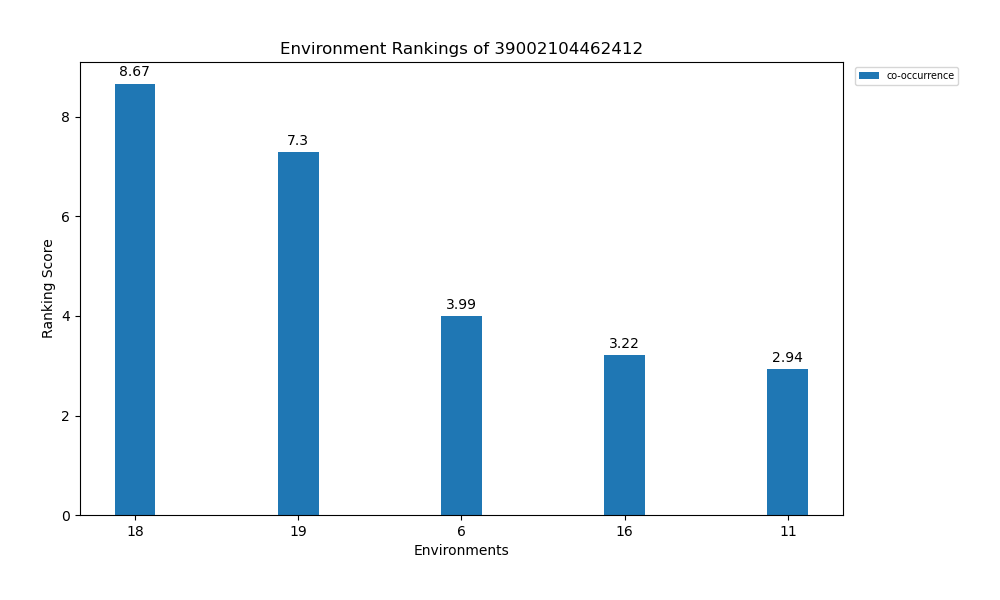 Environment Rankings of 39002104462412
co-occurrence
8.67
7.3
3.99
3.22
2.94
8
6
4
2
0
Ranking Score
18 19 6 16 11
Environments